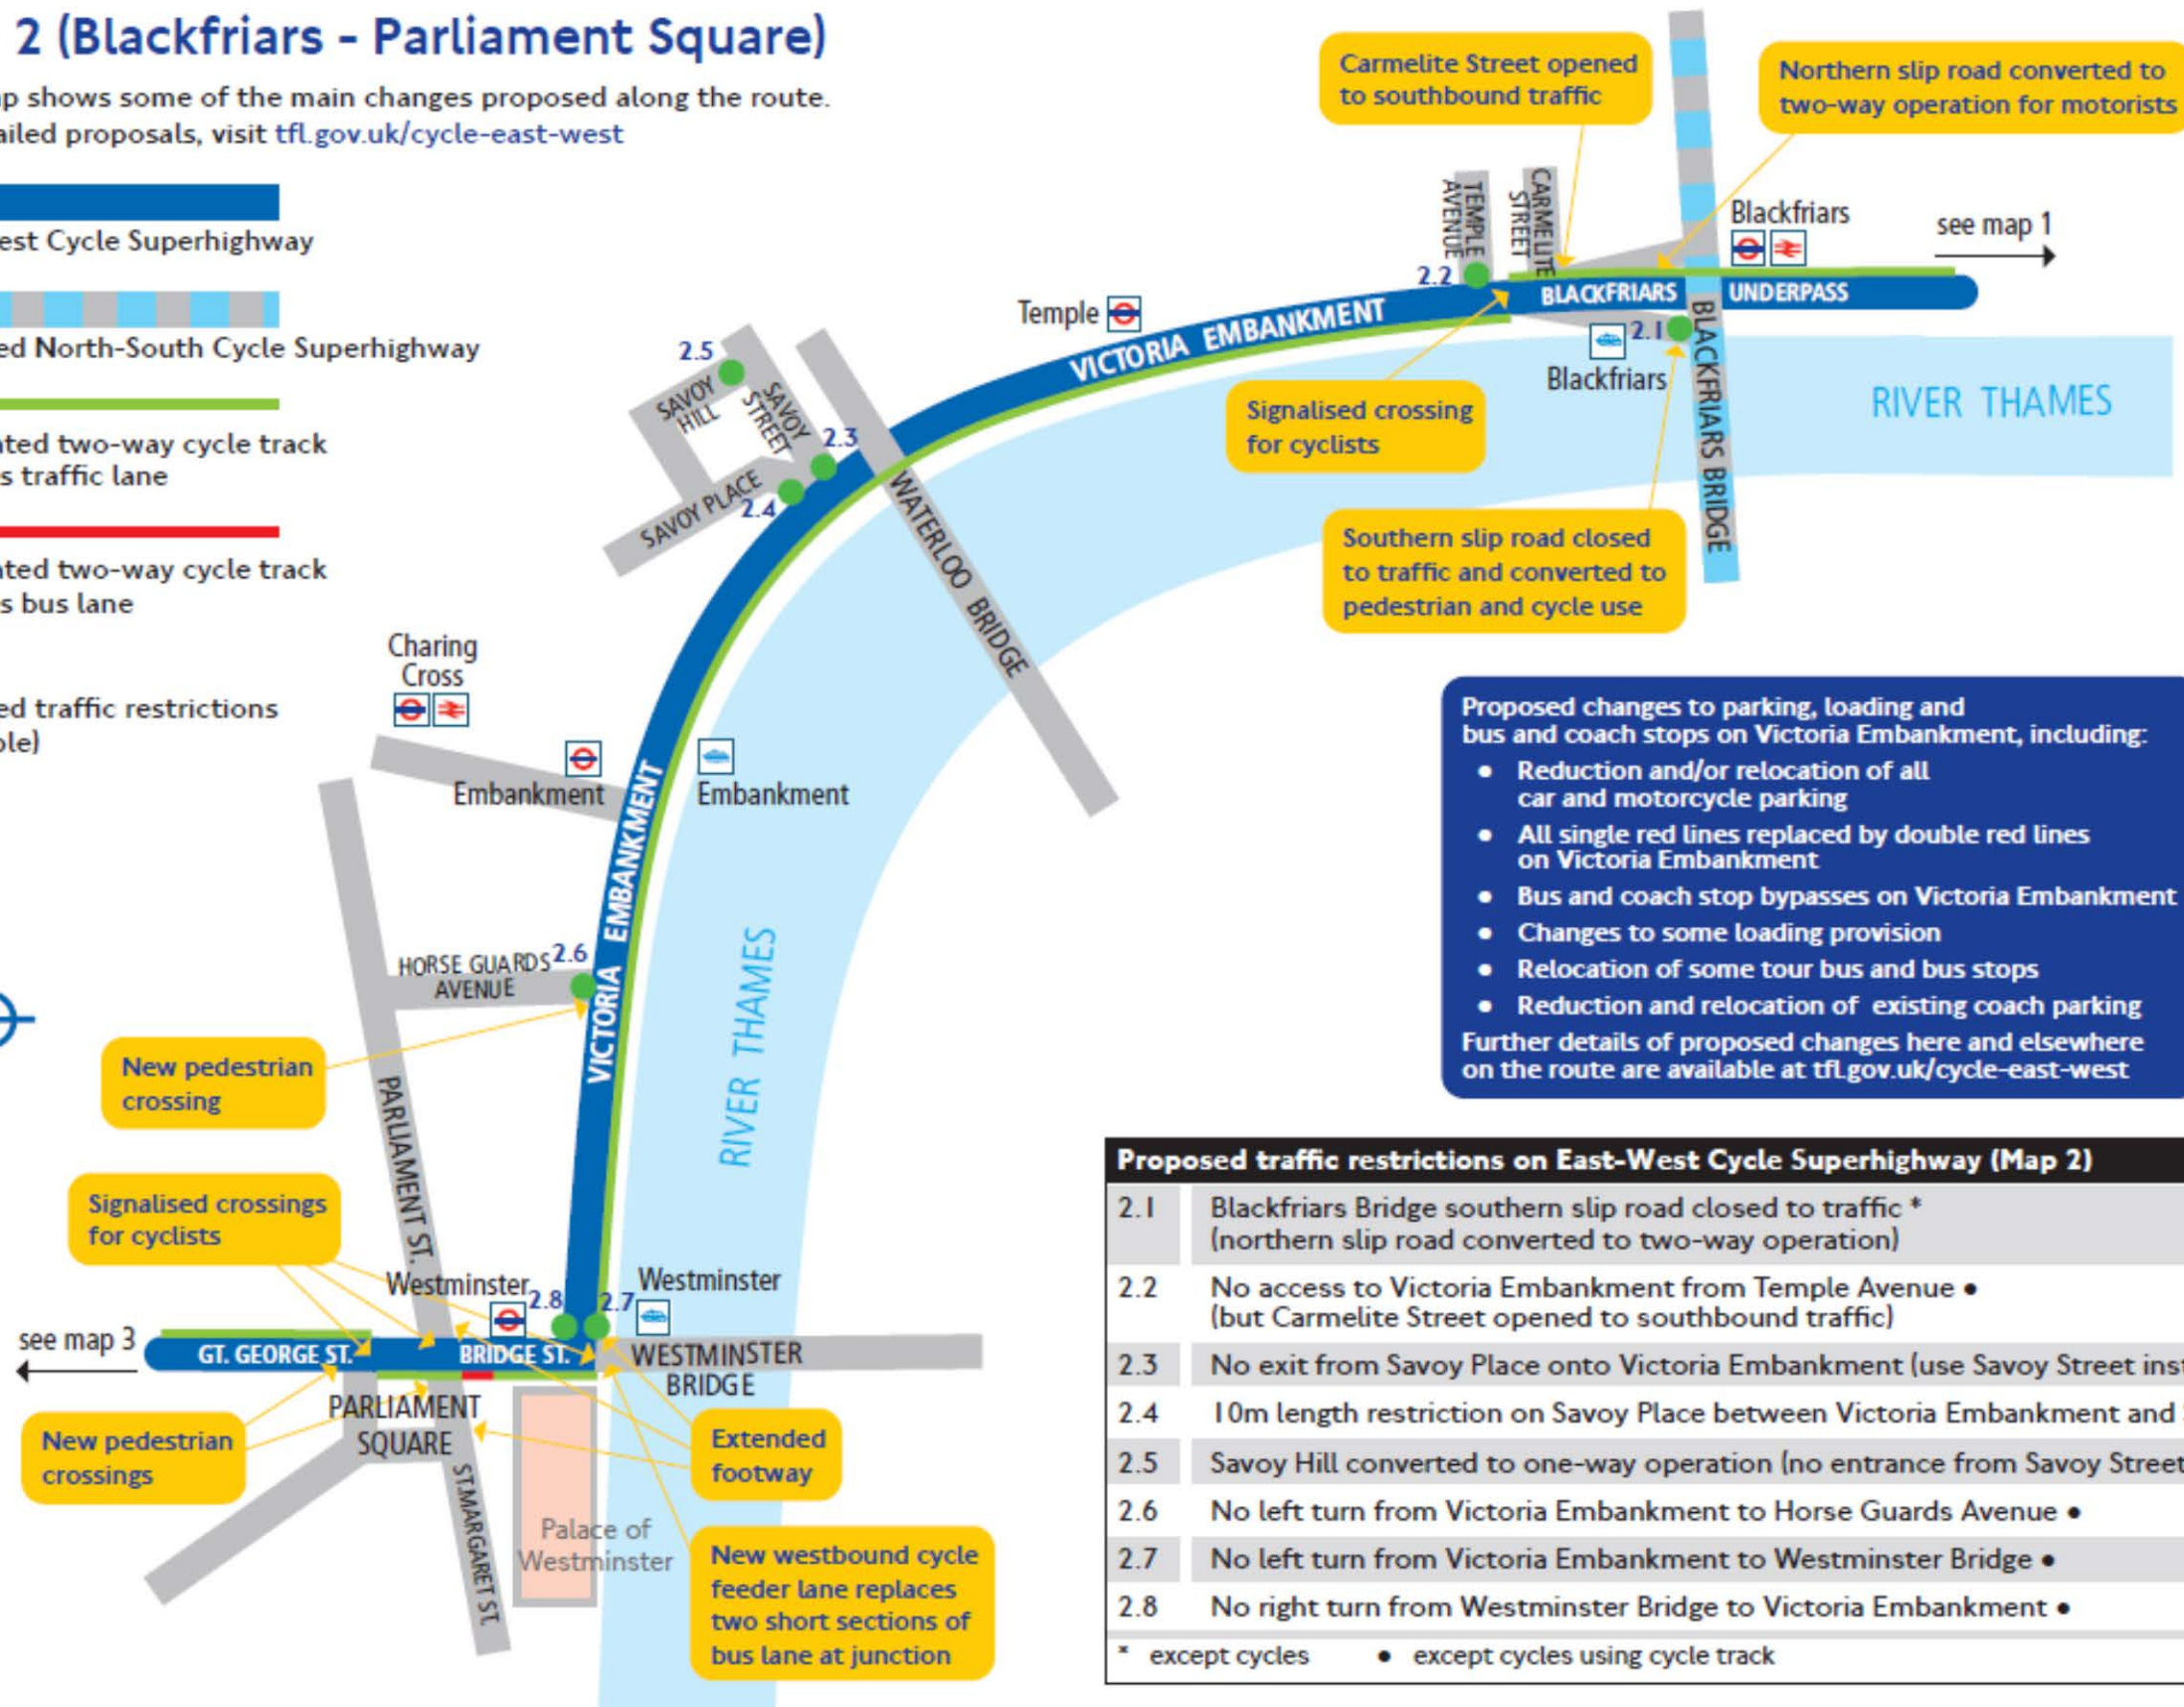 2 (Blackfriars - Parliament Square)
shows some of the main changes proposed along the route.
proposals, visit tfl.gov.uk/cycle-east-west
Cycle Superhighway
North-South Cycle Superhighway
two-way cycle track
traffic lane
two-way cycle track
bus lane
traffic restrictions
Carmelite Street opened
to southbound traffic
Northern slip road converted to
two-way operation for motorists
TEMPLE
AVENUE
CARMELITE
STREET
Blackfriars
see map 1
2.2
BLACKFRIARS
UNDERPASS
Temple
VICTORIA EMBANKMENT
2.1
Blackfriars
BLACKFRIARS BRIDGE
RIVER THAMES
Signalised crossing
for cyclists
Southern slip road closed
to traffic and converted to
pedestrian and cycle use
2.5
SAVOY
HILL
SAVOY
STREET
2.3
SAVOY PLACE
2.4
WATERLOO BRIDGE
Charing
Cross
Embankment
Embankment
VICTORIA EMBANKMENT
HORSE GUARDS
AVENUE
2.6
RIVER THAMES
New pedestrian
crossing
PARLIAMENT ST.
Signalised crossings
for cyclists
Westminster
2.8
2.7
Westminster
see map 3
GT. GEORGE ST.
BRIDGE ST.
WESTMINSTER
BRIDGE
PARLIAMENT
SQUARE
New pedestrian
crossings
ST.MARGARET ST.
Palace of
Westminster
Extended
footway
New westbound cycle
feeder lane replaces
two short sections of
bus lane at junction
Proposed changes to parking, loading and
bus and coach stops on Victoria Embankment, including:
● Reduction and/or relocation of all
car and motorcycle parking
● All single red lines replaced by double red lines
on Victoria Embankment
● Bus and coach stop bypasses on Victoria Embankment
● Changes to some loading provision
● Relocation of some tour bus and bus stops
● Reduction and relocation of existing coach parking
Further details of proposed changes here and elsewhere
on the route are available at tfl.gov.uk/cycle-east-west
Proposed traffic restrictions on East-West Cycle Superhighway (Map 2)
2.1 Blackfriars Bridge southern slip road closed to traffic *
(northern slip road converted to two-way operation)
2.2 No access to Victoria Embankment from Temple Avenue ●
(but Carmelite Street opened to southbound traffic)
2.3 No exit from Savoy Place onto Victoria Embankment (use Savoy Street
2.4 10m length restriction on Savoy Place between Victoria Embankment and
2.5 Savoy Hill converted to one-way operation (no entrance from Savoy Street
2.6 No left turn from Victoria Embankment to Horse Guards Avenue ●
2.7 No left turn from Victoria Embankment to Westminster Bridge ●
2.8 No right turn from Westminster Bridge to Victoria Embankment ●
* except cycles ● except cycles using cycle track